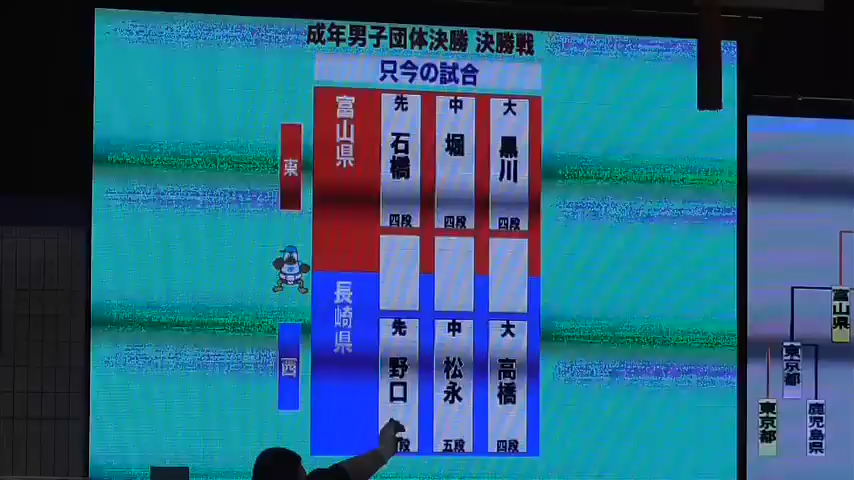 成年男子団体決勝 決勝戦
只今の試合
東
富山県
先 石橋 四段
中 堀 四段
大 黒川 四段
西
長崎県
先 野口 段
中 松永 五段
大 高橋 四段
富山県
東京都
東京都
鹿児島県